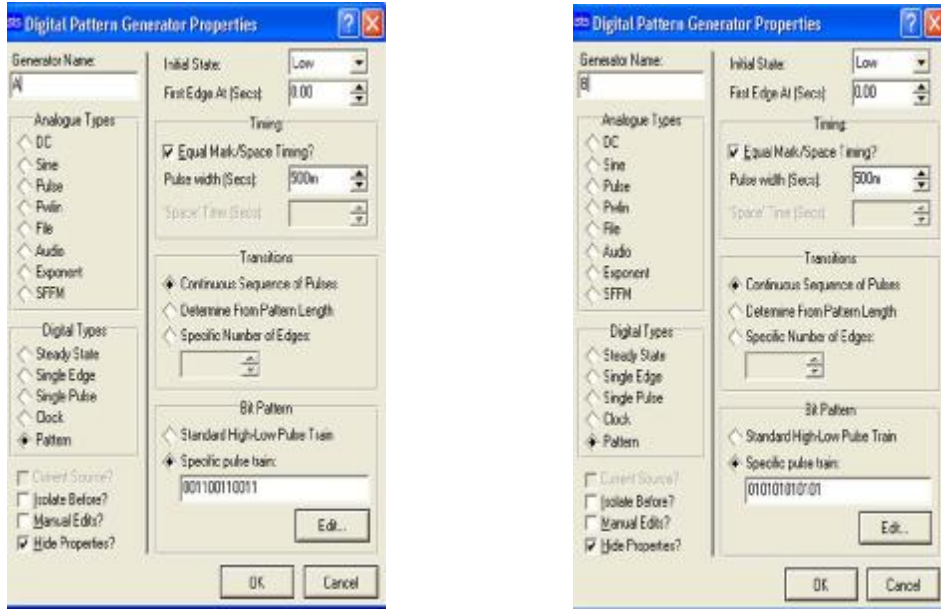 Digital Pattern Generator Properties
Generator Name:
A
Analogue Types
DC
Sine
Pulse
Pwlin
File
Audio
Exponent
SFFM
Digital Types
Steady State
Single Edge
Single Pulse
Clock
Pattern
Current Source?
Isolate Before?
Manual Edits?
Hide Properties?
Initial State: Low
First Edge At (Secs): 0.00
Timing
Equal Mark/Space Timing?
Pulse width (Secs): 500m
'Space' Time (Secs):
Transitions
Continuous Sequence of Pulses
Determine From Pattern Length
Specific Number of Edges:
Bit Pattern
Standard High-Low Pulse Train
Specific pulse train:
001100110011
Edit...
OK Cancel
Digital Pattern Generator Properties
Generator Name:
B
Analogue Types
DC
Sine
Pulse
Pwlin
File
Audio
Exponent
SFFM
Digital Types
Steady State
Single Edge
Single Pulse
Clock
Pattern
Current Source?
Isolate Before?
Manual Edits?
Hide Properties?
Initial State: Low
First Edge At (Secs): 0.00
Timing
Equal Mark/Space Timing?
Pulse width (Secs): 500m
'Space' Time (Secs):
Transitions
Continuous Sequence of Pulses
Determine From Pattern Length
Specific Number of Edges:
Bit Pattern
Standard High-Low Pulse Train
Specific pulse train:
010101010101
Edit...
OK Cancel